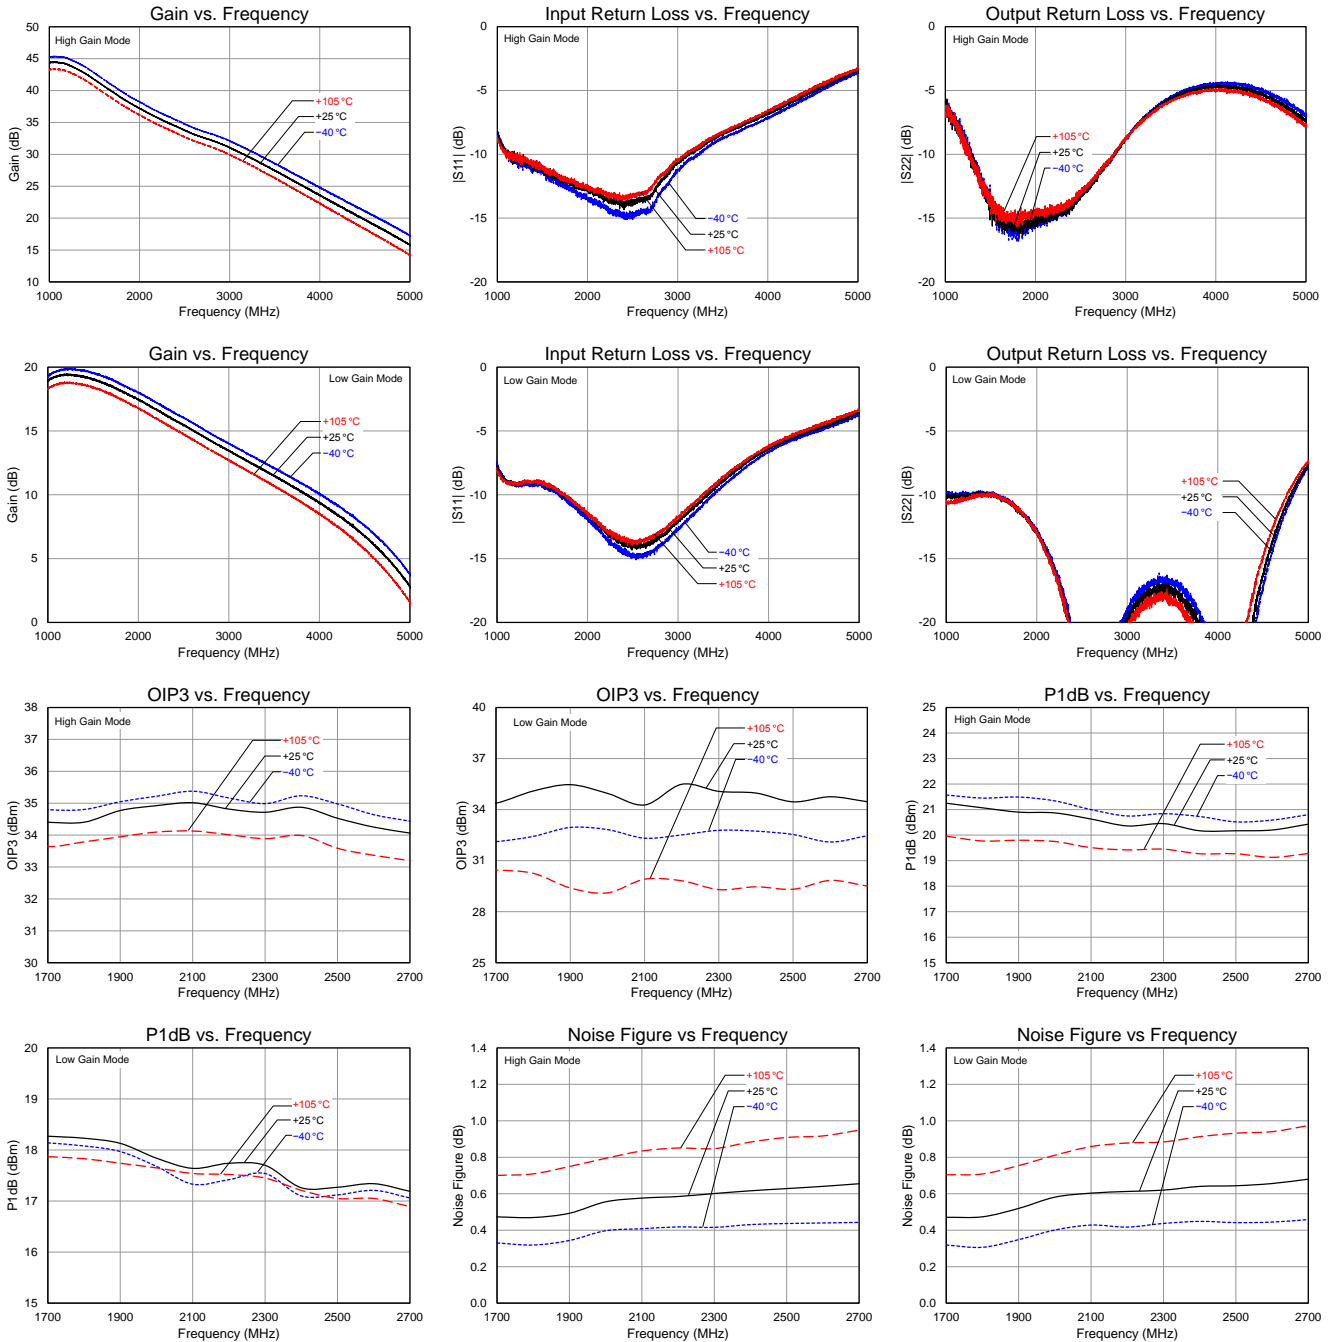 Gain vs. Frequency
High Gain Mode
50
45
40
35
30
25
20
15
10
Gain (dB)
+105 °C
+25 °C
−40 °C
1000 2000 3000 4000 5000
Frequency (MHz)
Input Return Loss vs. Frequency
High Gain Mode
0
-5
-10
-15
-20
|S11| (dB)
−40 °C
+25 °C
+105 °C
1000 2000 3000 4000 5000
Frequency (MHz)
Output Return Loss vs. Frequency
High Gain Mode
0
-5
-10
-15
-20
|S22| (dB)
+105 °C
+25 °C
−40 °C
1000 2000 3000 4000 5000
Frequency (MHz)
Gain vs. Frequency
Low Gain Mode
20
15
10
5
0
Gain (dB)
+105 °C
+25 °C
−40 °C
1000 2000 3000 4000 5000
Frequency (MHz)
Input Return Loss vs. Frequency
Low Gain Mode
0
-5
-10
-15
-20
|S11| (dB)
−40 °C
+25 °C
+105 °C
1000 2000 3000 4000 5000
Frequency (MHz)
Output Return Loss vs. Frequency
Low Gain Mode
0
-5
-10
-15
-20
|S22| (dB)
+105 °C
+25 °C
−40 °C
1000 2000 3000 4000 5000
Frequency (MHz)
OIP3 vs. Frequency
High Gain Mode
38
37
36
35
34
33
32
31
30
OIP3 (dBm)
+105 °C
+25 °C
−40 °C
1700 1900 2100 2300 2500 2700
Frequency (MHz)
OIP3 vs. Frequency
Low Gain Mode
40
37
34
31
28
25
OIP3 (dBm)
+105 °C
+25 °C
−40 °C
1700 1900 2100 2300 2500 2700
Frequency (MHz)
P1dB vs. Frequency
High Gain Mode
25
24
23
22
21
20
19
18
17
16
15
P1dB (dBm)
+105 °C
+25 °C
−40 °C
1700 1900 2100 2300 2500 2700
Frequency (MHz)
P1dB vs. Frequency
Low Gain Mode
20
19
18
17
16
15
P1dB (dBm)
+105 °C
+25 °C
−40 °C
1700 1900 2100 2300 2500 2700
Frequency (MHz)
Noise Figure vs Frequency
High Gain Mode
1.4
1.2
1.0
0.8
0.6
0.4
0.2
0.0
Noise Figure (dB)
+105 °C
+25 °C
−40 °C
1700 1900 2100 2300 2500 2700
Frequency (MHz)
Noise Figure vs Frequency
Low Gain Mode
1.4
1.2
1.0
0.8
0.6
0.4
0.2
0.0
Noise Figure (dB)
+105 °C
+25 °C
−40 °C
1700 1900 2100 2300 2500 2700
Frequency (MHz)